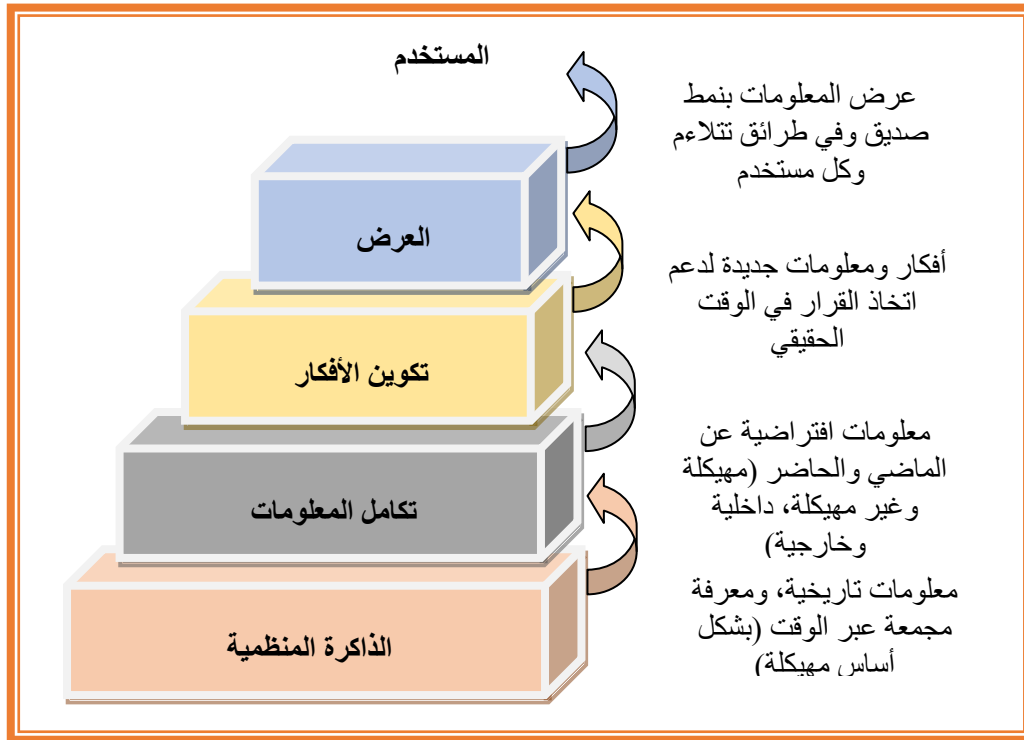 المستخدم
عرض المعلومات بنمط
صديق وفي طرائق تتلاءم
وكل مستخدم
العرض
أفكار ومعلومات جديدة لدعم
اتخاذ القرار في الوقت
الحقيقي
تكوين الأفكار
معلومات افتراضية عن
الماضي والحاضر (مهيكلة
وغير مهيكلة، داخلية
وخارجية)
تكامل المعلومات
معلومات تاريخية، ومعرفة
مجمعة عبر الوقت (بشكل
أساس مهيكلة)
الذاكرة المنظمية